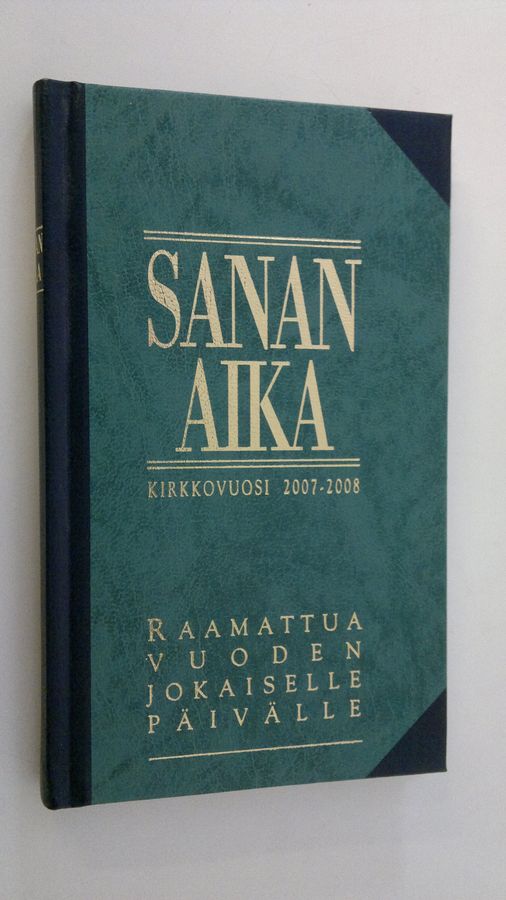 SANAN
AIKA
KIRKKOVUOSI 2007-2008
RAAMATTUA
VUODEN
JOKAISELLE
PÄIVÄLLE